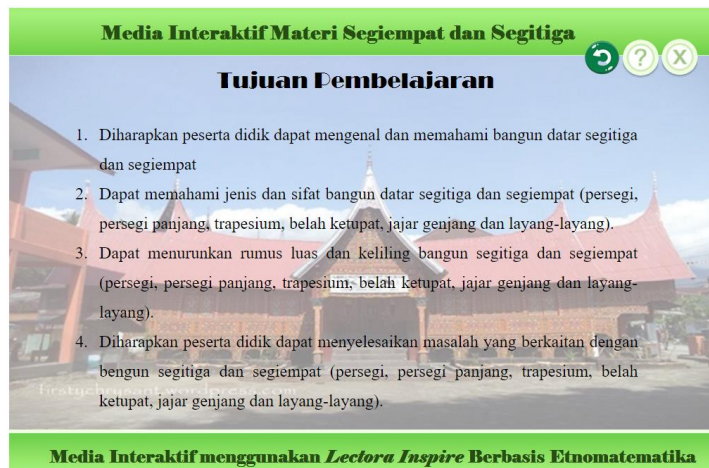 Media Interaktif Materi Segiempat dan Segitiga
?
X
Tujuan Pembelajaran
1. Diharapkan peserta didik dapat mengenal dan memahami bangun datar segitiga
dan segiempat
2. Dapat memahami jenis dan sifat bangun datar segitiga dan segiempat (persegi,
persegi panjang, trapesium, belah ketupat, jajar genjang dan layang-layang).
3. Dapat menurunkan rumus luas dan keliling bangun segitiga dan segiempat
(persegi, persegi panjang, trapesium, belah ketupat, jajar genjang dan layang-
layang).
4. Diharapkan peserta didik dapat menyelesaikan masalah yang berkaitan dengan
bengun segitiga dan segiempat (persegi, persegi panjang, trapesium, belah
ketupat, jajar genjang dan layang-layang).
Media Interaktif menggunakan Lectora Inspire Berbasis Etnomatematika